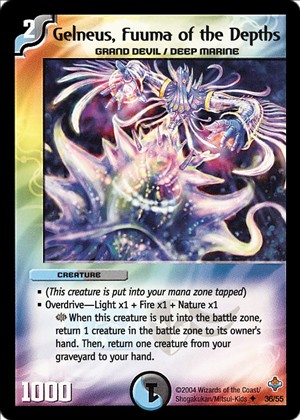 2
Gelneus, Fuuma of the Depths
GRAND DEVIL / DEEP MARINE
CREATURE
• (This creature is put into your mana zone tapped)
• Overdrive—Light x1 + Fire x1 + Nature x1
When this creature is put into the battle zone,
return 1 creature in the battle zone to its owner's
hand. Then, return one creature from your
graveyard to your hand.
1000
1
©2004 Wizards of the Coast/
Shogakukan/Mitsui-Kids
36/55